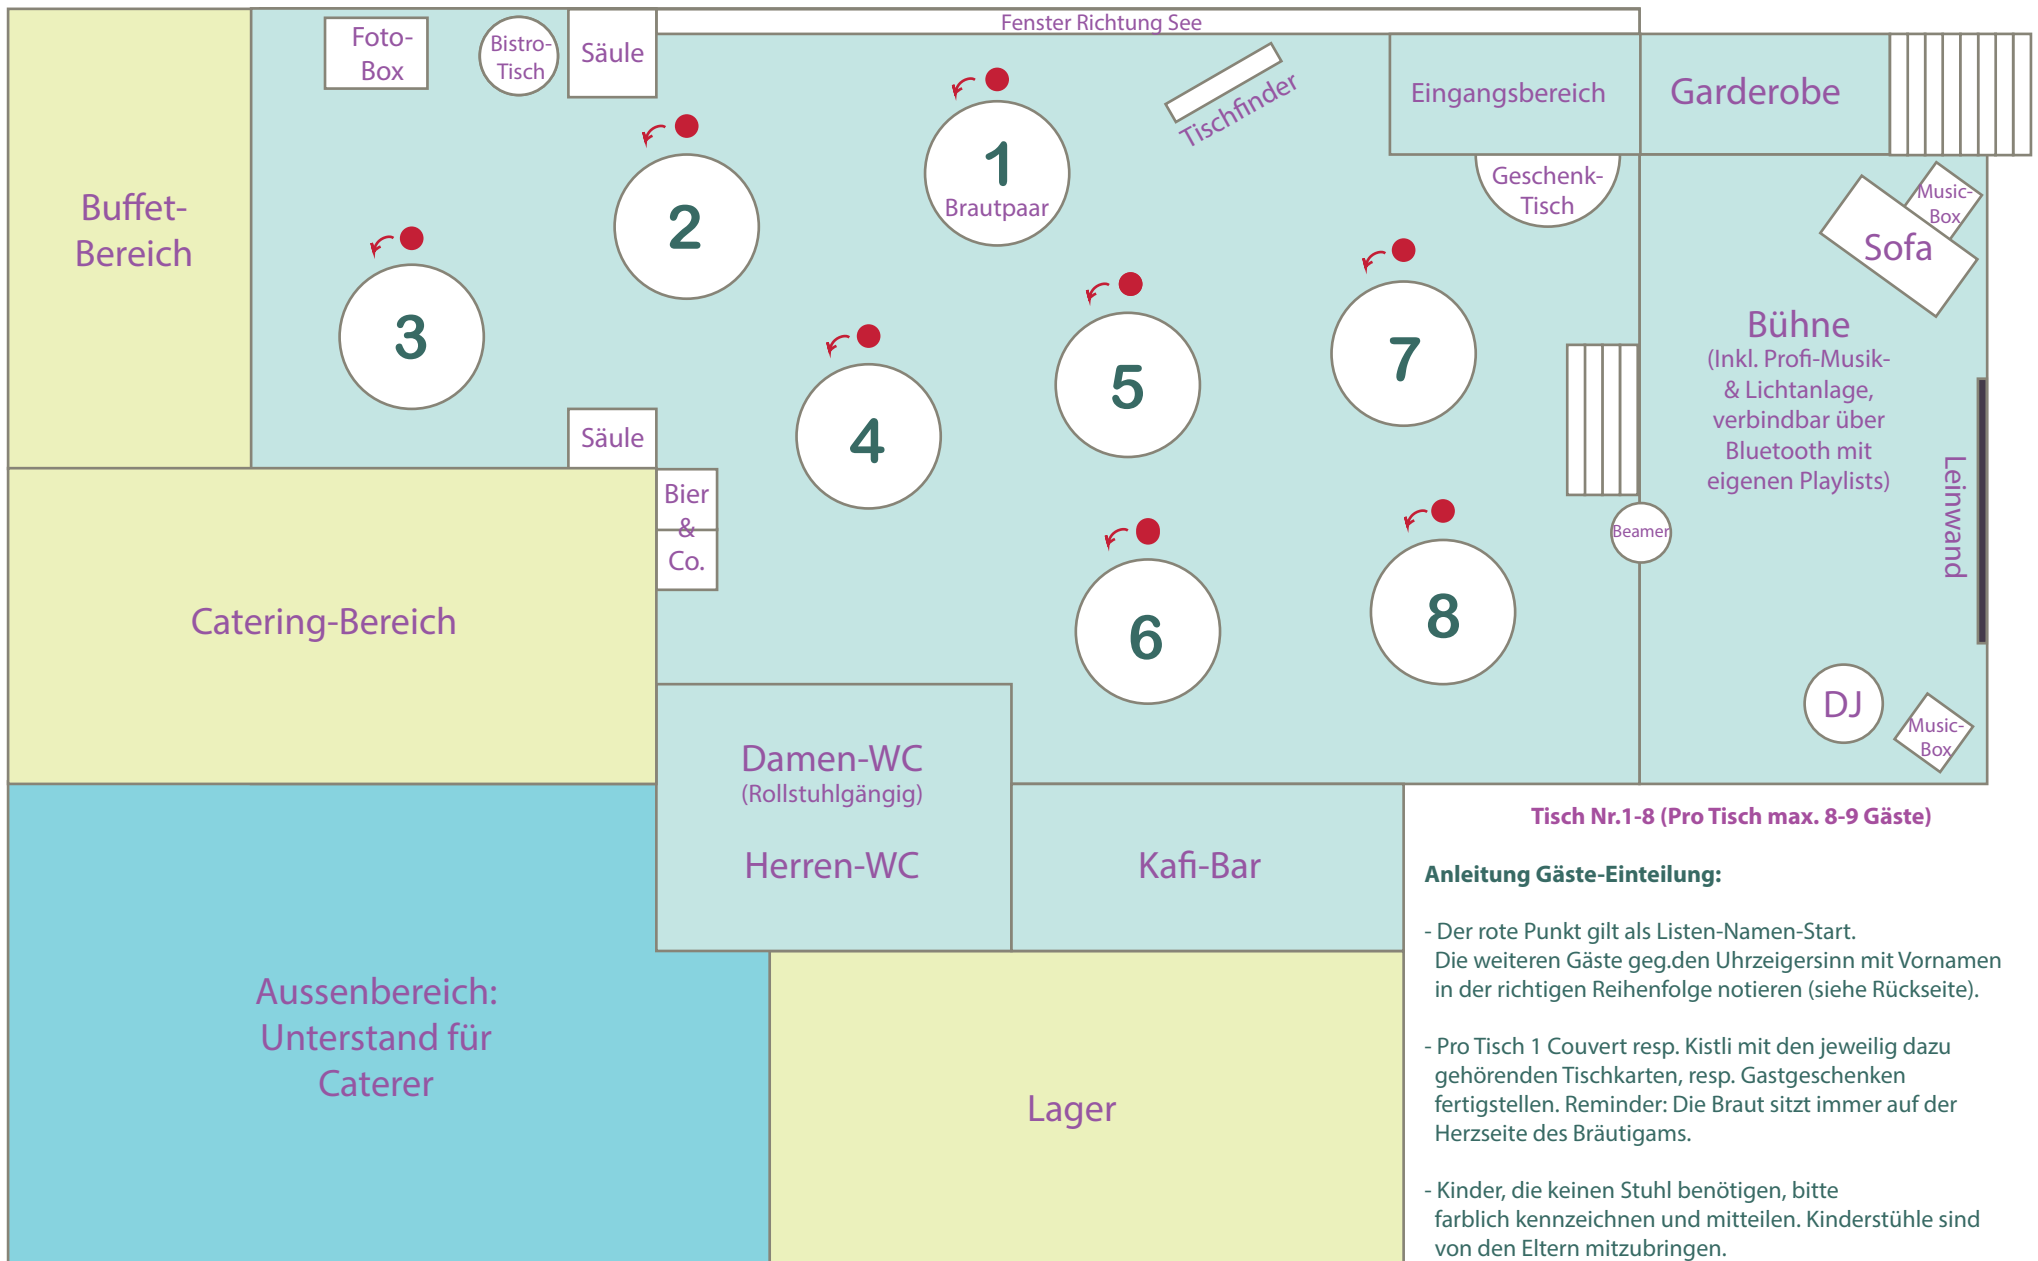 Fenster Richtung See
Foto-
Box
Bistro-
Tisch
Säule
Tischfinder
Eingangsbereich
Garderobe
1
Brautpaar
2
3
4
5
6
7
8
Buffet-
Bereich
Geschenk-
Tisch
Music-
Box
Sofa
Bühne
(Inkl. Profi-Musik-
& Lichtanlage,
verbindbar über
Bluetooth mit
eigenen Playlists)
Leinwand
Säule
Bier
&
Co.
Beamer
Catering-Bereich
DJ
Music-
Box
Damen-WC
(Rollstuhlgängig)
Herren-WC
Kafi-Bar
Aussenbereich:
Unterstand für
Caterer
Lager
Tisch Nr.1-8 (Pro Tisch max. 8-9 Gäste)
Anleitung Gäste-Einteilung:
- Der rote Punkt gilt als Listen-Namen-Start.
Die weiteren Gäste geg.den Uhrzeigersinn mit Vornamen
in der richtigen Reihenfolge notieren (siehe Rückseite).
- Pro Tisch 1 Couvert resp. Kistli mit den jeweilig dazu
gehörenden Tischkarten, resp. Gastgeschenken
fertigstellen. Reminder: Die Braut sitzt immer auf der
Herzseite des Bräutigams.
- Kinder, die keinen Stuhl benötigen, bitte
farblich kennzeichnen und mitteilen. Kinderstühle sind
von den Eltern mitzubringen.